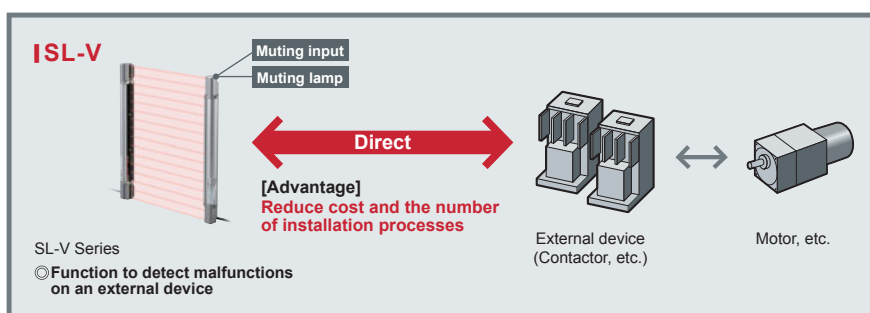 SL-V
Muting input
Muting lamp
Direct
[Advantage]
Reduce cost and the number
of installation processes
SL-V Series
◎Function to detect malfunctions
on an external device
External device
(Contactor, etc.)
Motor, etc.